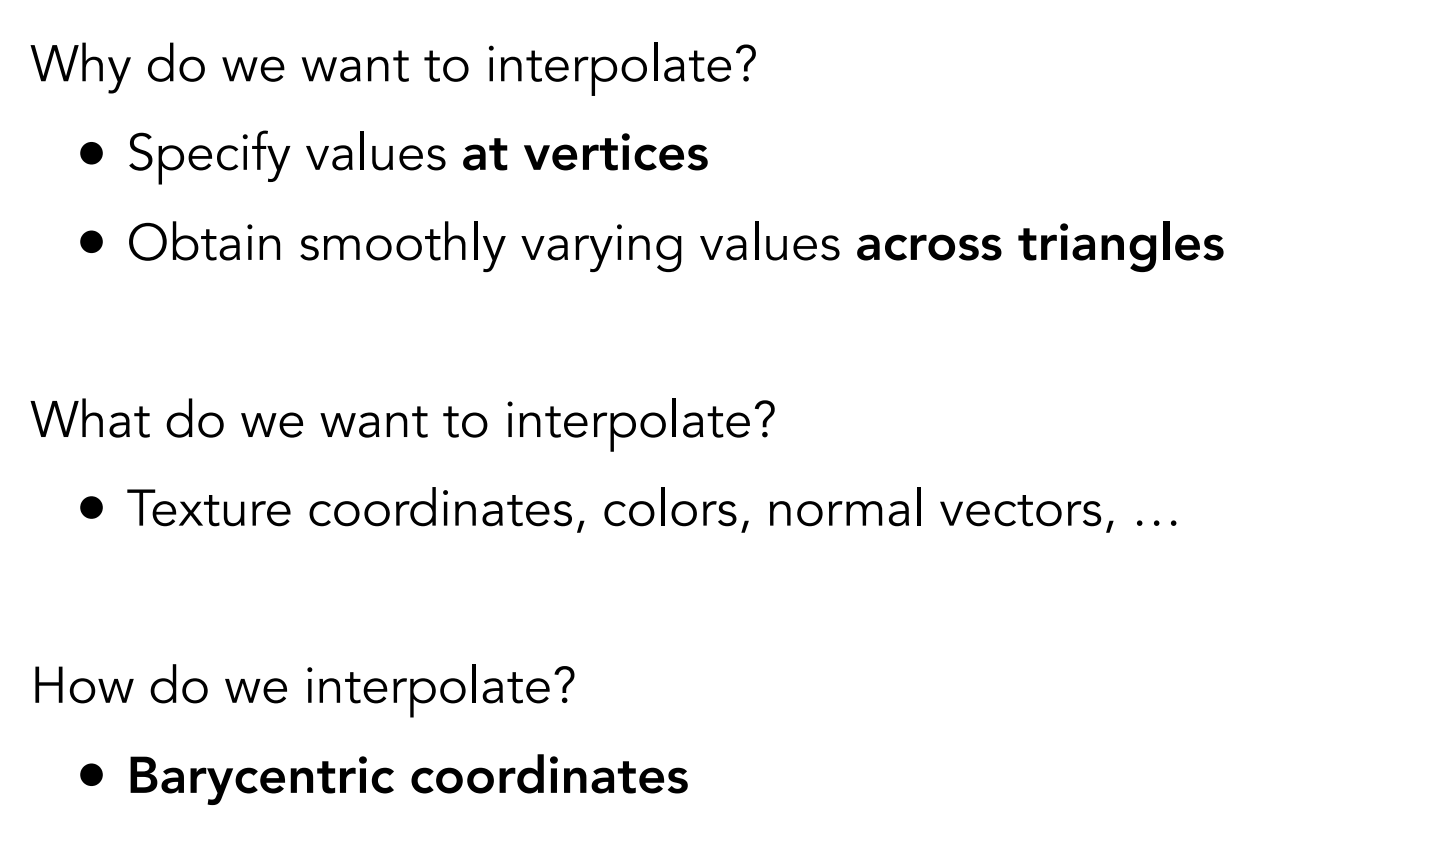 Why do we want to interpolate?
• Specify values at vertices
• Obtain smoothly varying values across triangles
What do we want to interpolate?
• Texture coordinates, colors, normal vectors, …
How do we interpolate?
• Barycentric coordinates